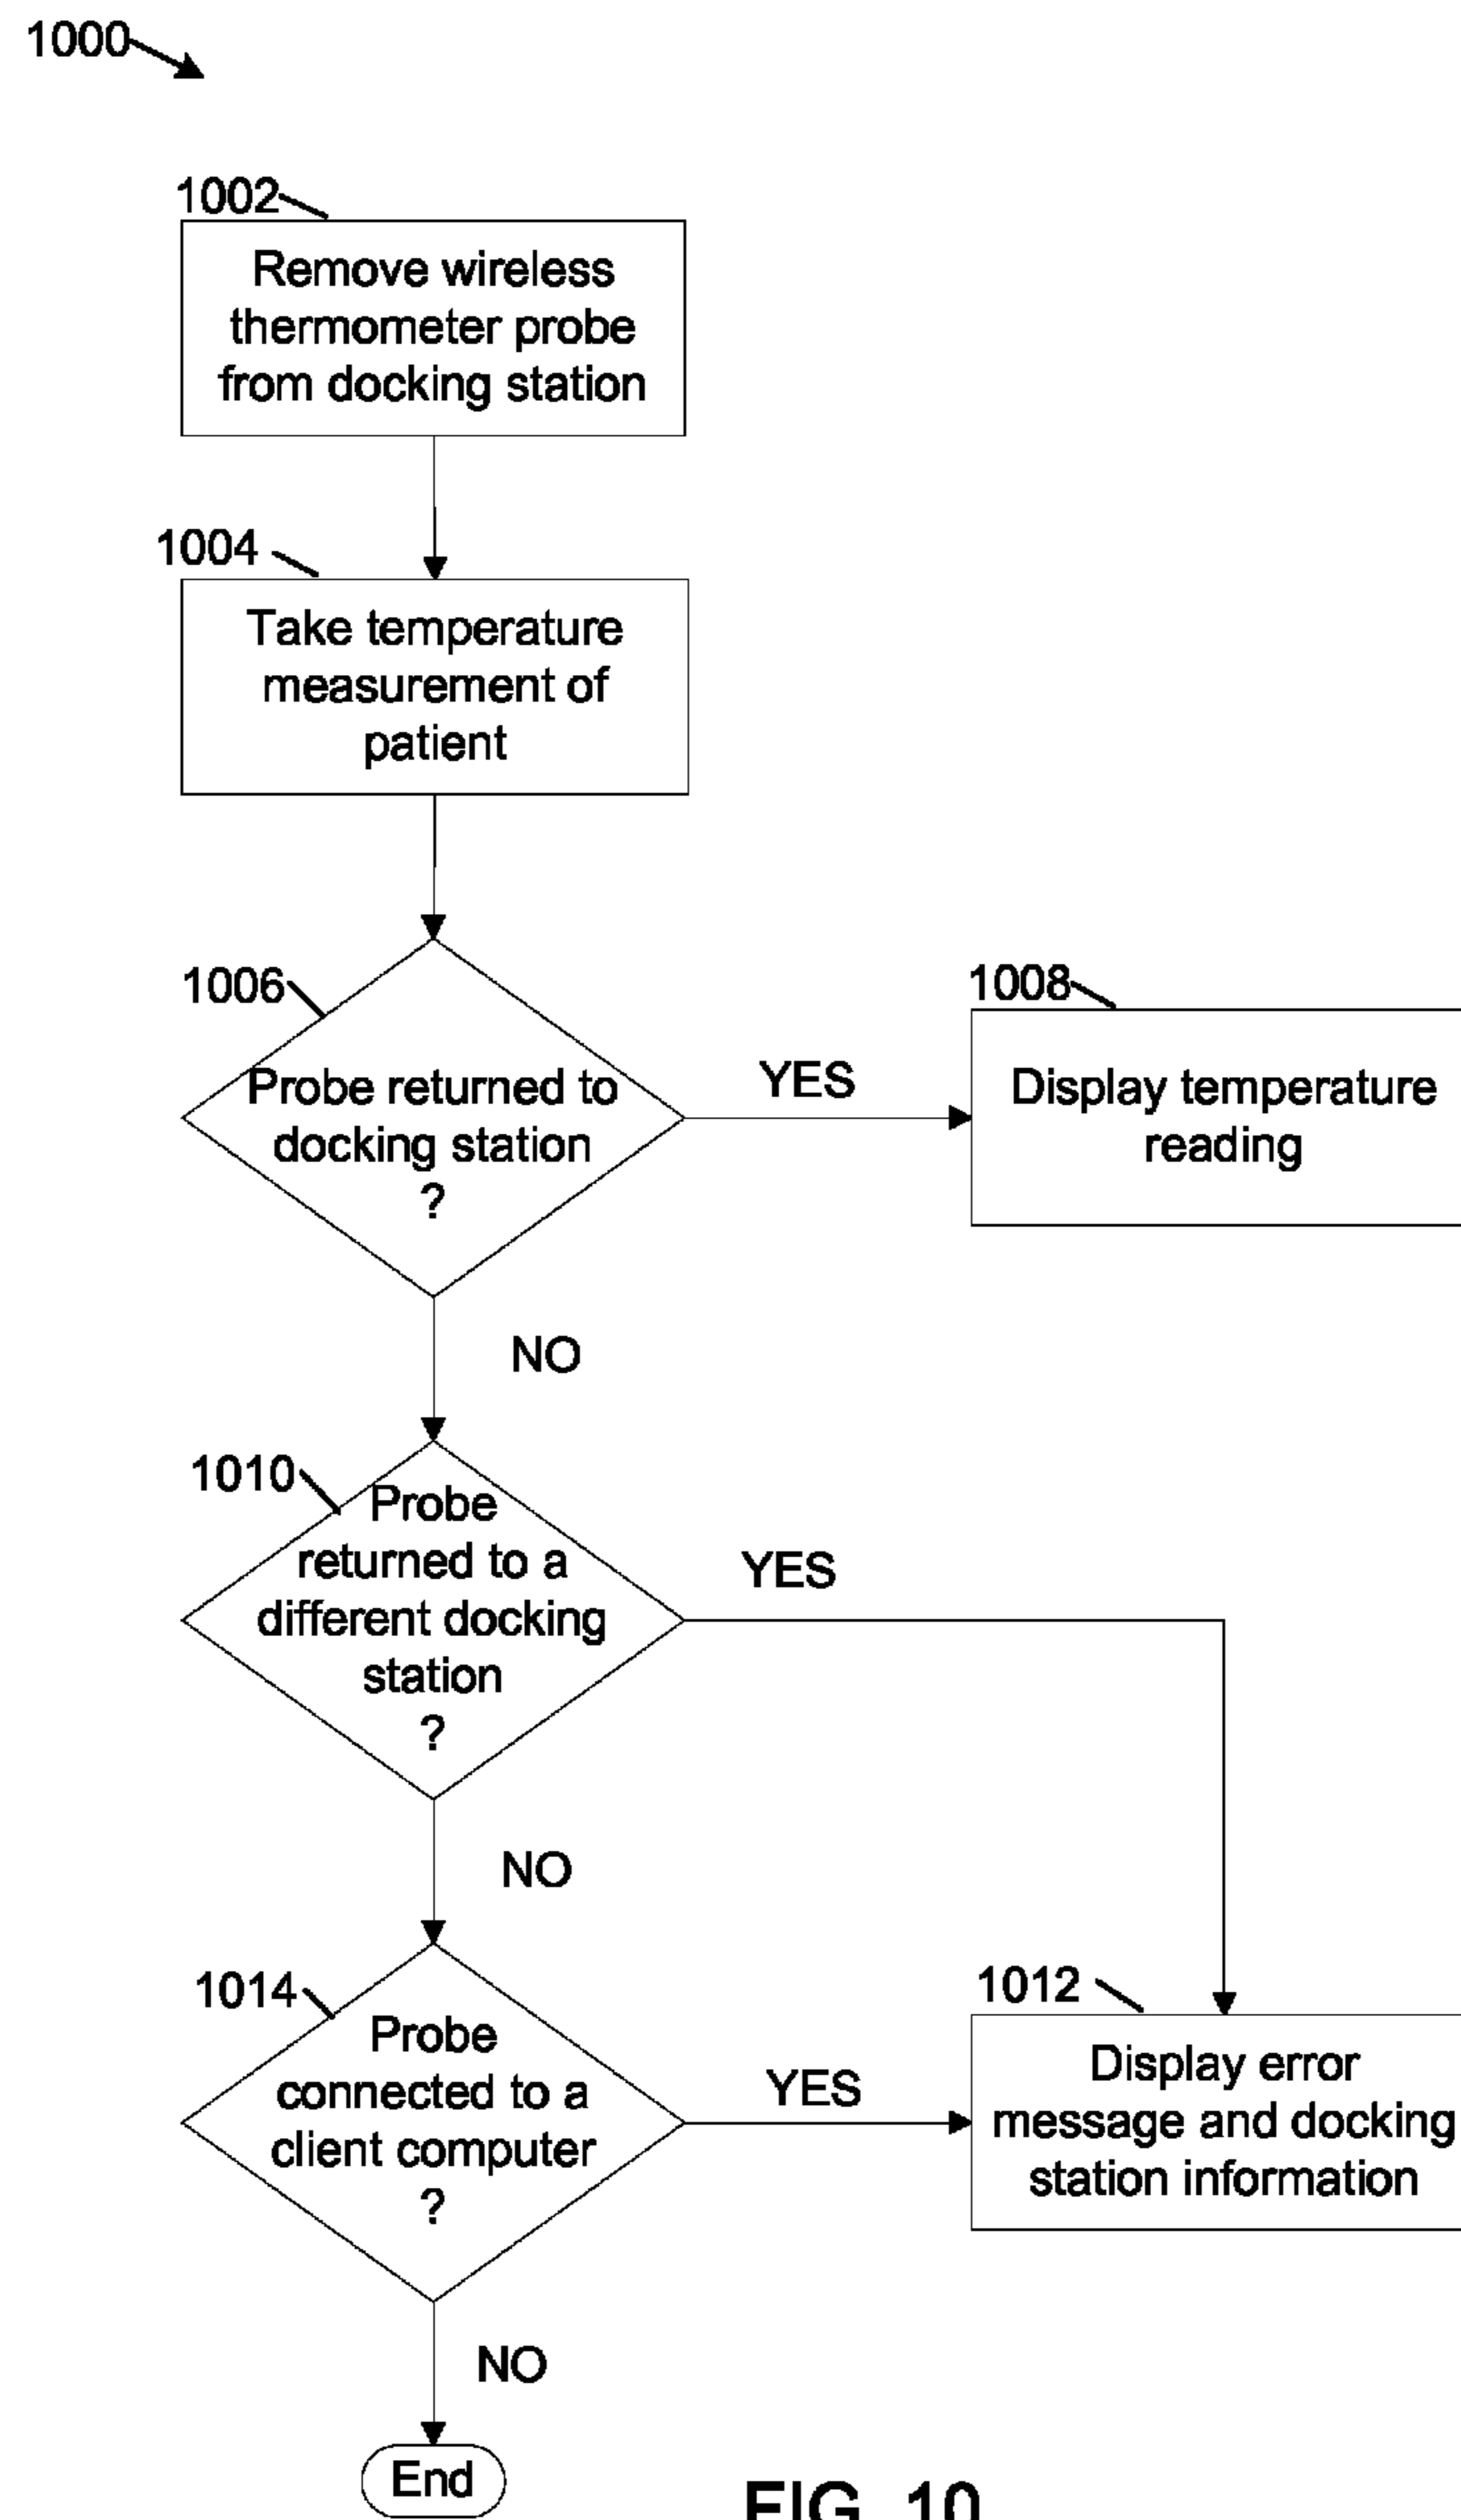 1000
1002
Remove wireless
thermometer probe
from docking station
1004
Take temperature
measurement of
patient
1006
Probe returned to
docking station
?
YES
1008
Display temperature
reading
NO
1010
Probe
returned to a
different docking
station
?
YES
NO
1014
Probe
connected to a
client computer
?
YES
1012
Display error
message and docking
station information
NO
End
FIG. 10